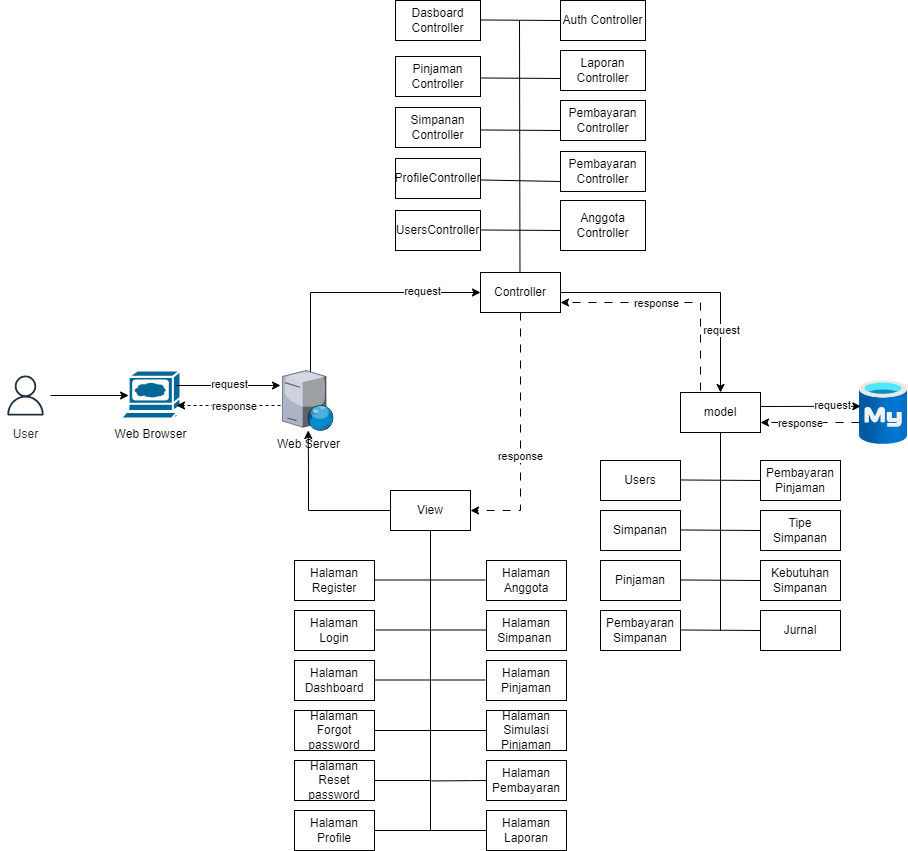 Dasboard
Controller
Auth Controller
Pinjaman
Controller
Laporan
Controller
Simpanan
Controller
Pembayaran
Controller
ProfileController
Pembayaran
Controller
UsersController
Anggota
Controller
request
Controller
response
request
User
Web Browser
request
response
Web Server
model
request
response
My
response
View
Users
Pembayaran
Pinjaman
Simpanan
Tipe
Simpanan
Pinjaman
Kebutuhan
Simpanan
Pembayaran
Simpanan
Jurnal
Halaman
Register
Halaman
Anggota
Halaman
Login
Halaman
Simpanan
Halaman
Dashboard
Halaman
Pinjaman
Halaman
Forgot
password
Halaman
Simulasi
Pinjaman
Halaman
Reset
password
Halaman
Pembayaran
Halaman
Profile
Halaman
Laporan